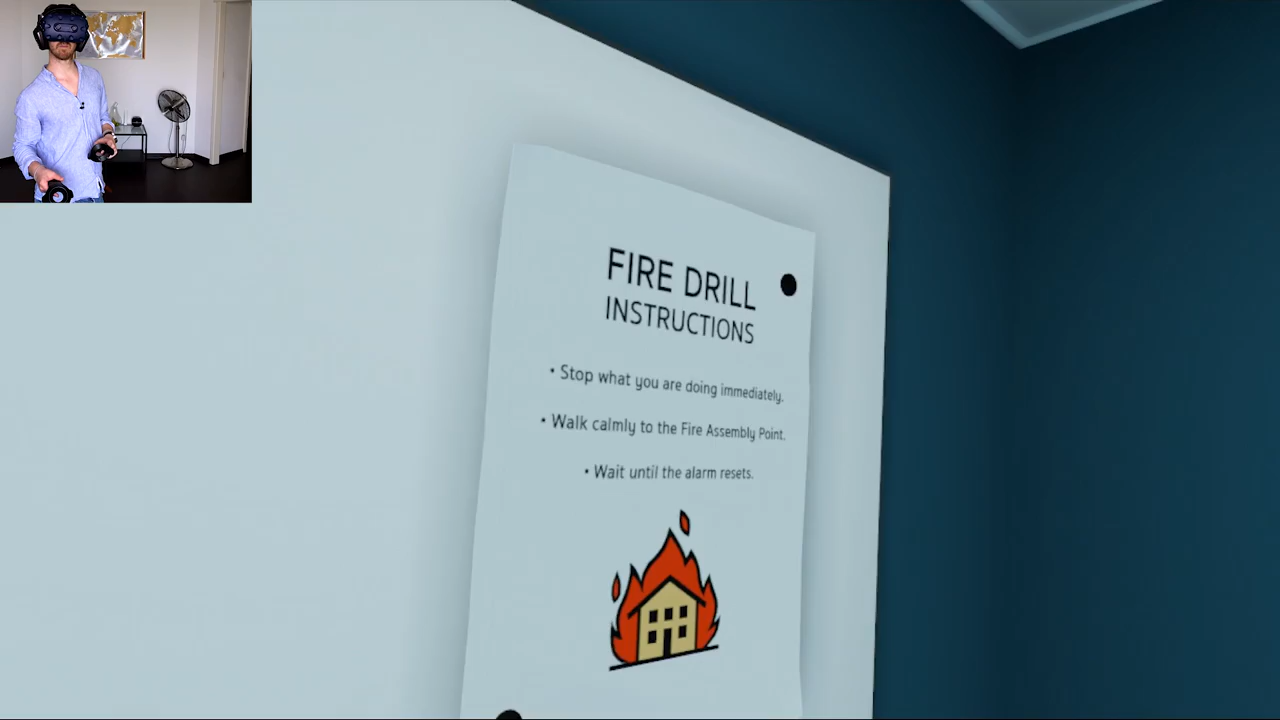 FIRE DRILL
INSTRUCTIONS
• Stop what you are doing immediately.
• Walk calmly to the Fire Assembly Point.
• Wait until the alarm resets.